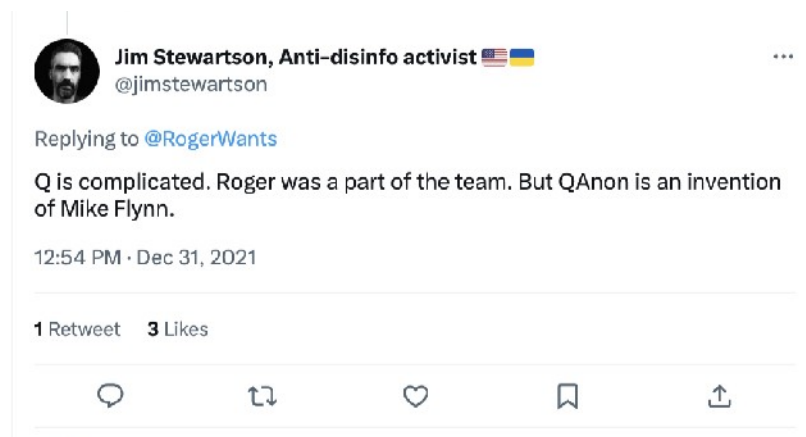 Jim Stewartson, Anti-disinfo activist 🇺🇸🇺🇦
@jimstewartson
Replying to @RogerWants
Q is complicated. Roger was a part of the team. But QAnon is an invention
of Mike Flynn.
12:54 PM · Dec 31, 2021
1 Retweet 3 Likes